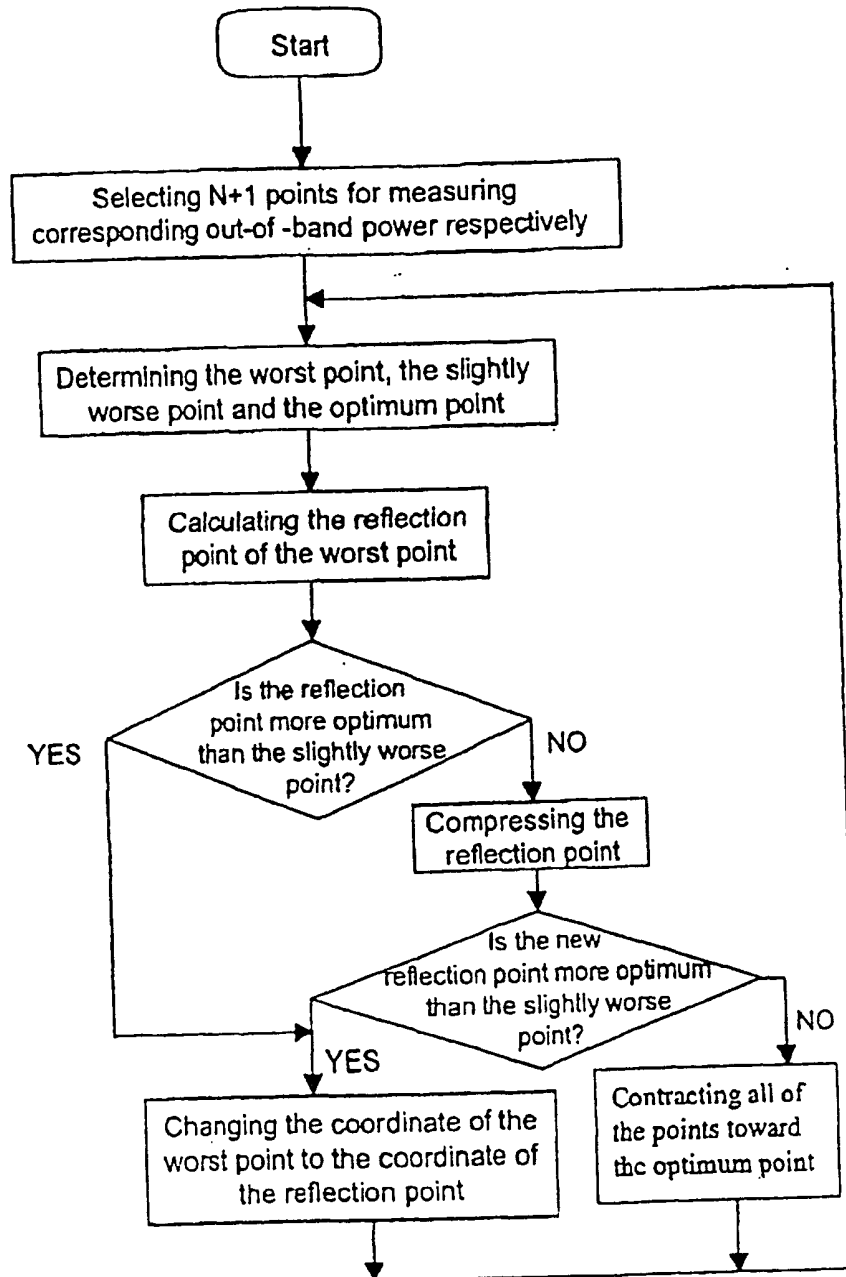 Start
Selecting N+1 points for measuring
corresponding out-of -band power respectively
Determining the worst point, the slightly
worse point and the optimum point
Calculating the reflection
point of the worst point
Is the reflection
point more optimum
than the slightly worse
point?
YES
NO
Compressing the
reflection point
Is the new
reflection point more optimum
than the slightly worse
point?
YES
NO
Changing the coordinate of the
worst point to the coordinate of
the reflection point
Contracting all of
the points toward
the optimum point